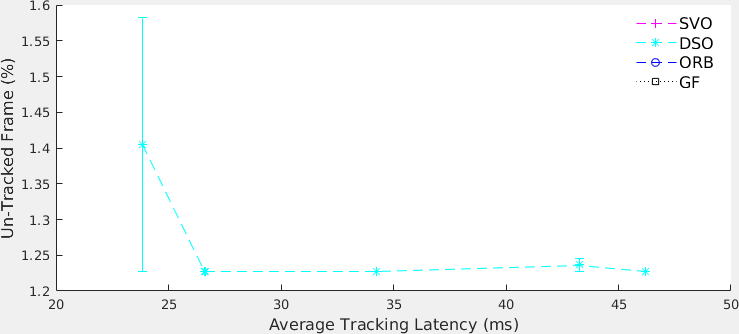 1.6
1.55
1.5
1.45
1.4
1.35
1.3
1.25
1.2
Un-Tracked Frame (%)
20 25 30 35 40 45 50
Average Tracking Latency (ms)
SVO
DSO
ORB
GF